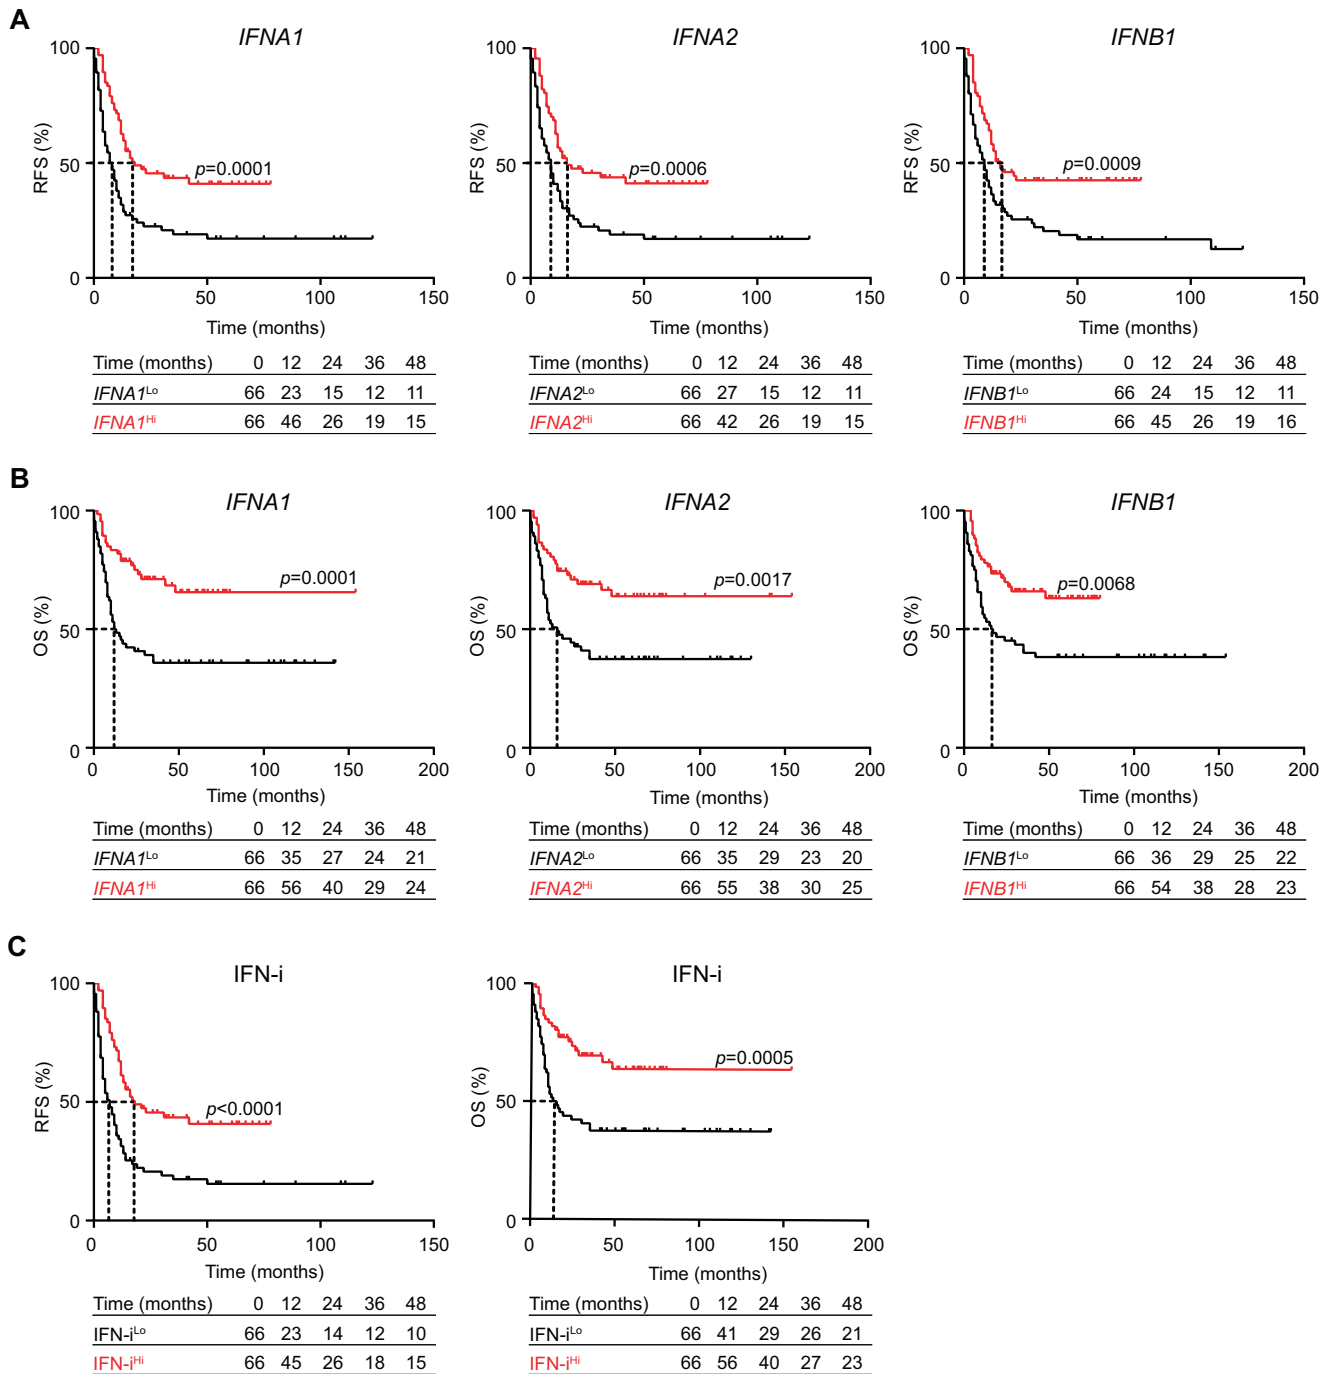 A
IFNA1
IFNA2
IFNB1
100
50
0
RFS (%)
p=0.0001
0 50 100 150
Time (months)
100
50
0
RFS (%)
p=0.0006
0 50 100 150
Time (months)
100
50
0
RFS (%)
p=0.0009
0 50 100 150
Time (months)
Time (months) 0 12 24 36 48
IFNA1Lo 66 23 15 12 11
IFNA1Hi 66 46 26 19 15
Time (months) 0 12 24 36 48
IFNA2Lo 66 27 15 12 11
IFNA2Hi 66 42 26 19 15
Time (months) 0 12 24 36 48
IFNB1Lo 66 24 15 12 11
IFNB1Hi 66 45 26 19 16
B
IFNA1
IFNA2
IFNB1
100
50
0
OS (%)
p=0.0001
0 50 100 150 200
Time (months)
100
50
0
OS (%)
p=0.0017
0 50 100 150 200
Time (months)
100
50
0
OS (%)
p=0.0068
0 50 100 150 200
Time (months)
Time (months) 0 12 24 36 48
IFNA1Lo 66 35 27 24 21
IFNA1Hi 66 56 40 29 24
Time (months) 0 12 24 36 48
IFNA2Lo 66 35 29 23 20
IFNA2Hi 66 55 38 30 25
Time (months) 0 12 24 36 48
IFNB1Lo 66 36 29 25 22
IFNB1Hi 66 54 38 28 23
C
IFN-i
IFN-i
100
50
0
RFS (%)
p<0.0001
0 50 100 150
Time (months)
100
50
0
OS (%)
p=0.0005
0 50 100 150 200
Time (months)
Time (months) 0 12 24 36 48
IFN-iLo 66 23 14 12 10
IFN-iHi 66 45 26 18 15
Time (months) 0 12 24 36 48
IFN-iLo 66 41 29 26 21
IFN-iHi 66 56 40 27 23